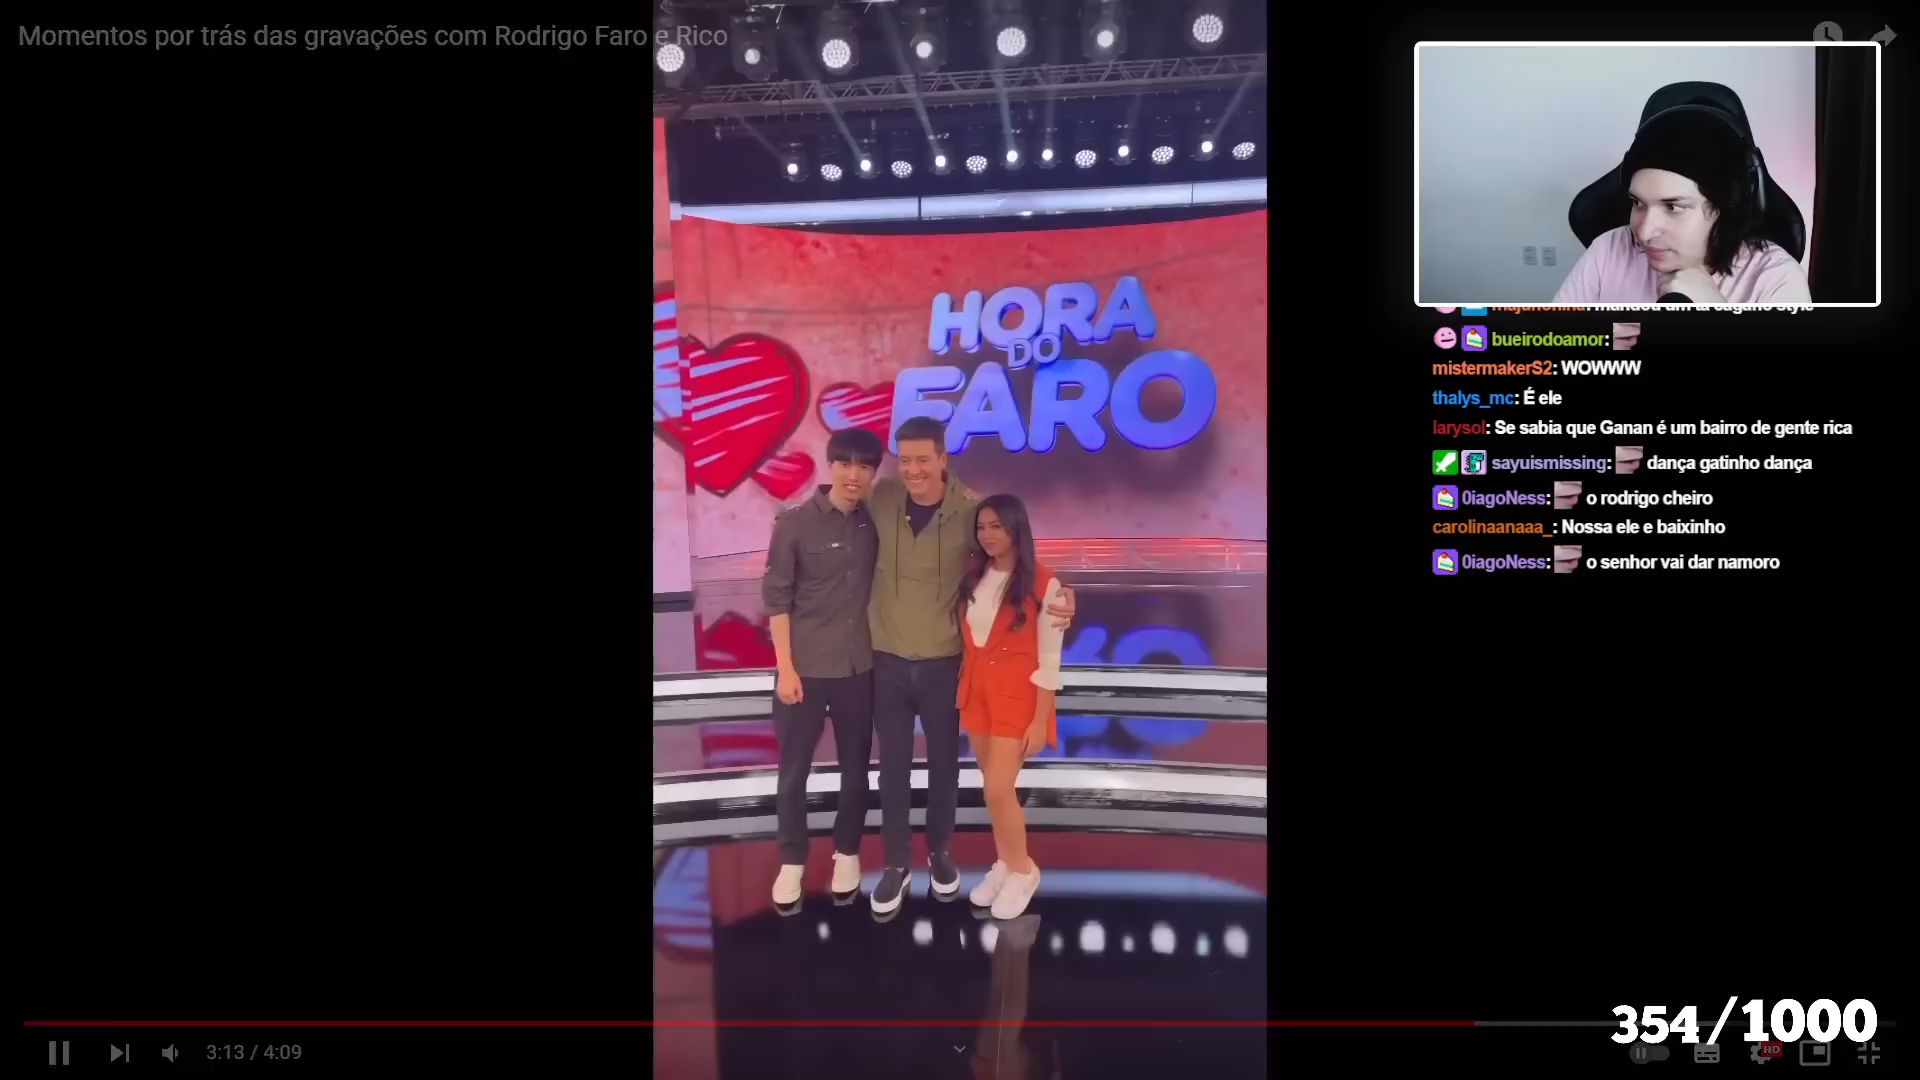 Momentos por trás das gravações com Rodrigo Faro e Rico
HORA
DO
FARO
bueirodoamor:
mistermakerS2: WOWWW
thalys_mc: É ele
larysol: Se sabia que Ganan é um bairro de gente rica
sayuismissing: dança gatinho dança
0iagoNess: o rodrigo cheiro
carolinaanaaa_: Nossa ele e baixinho
0iagoNess: o senhor vai dar namoro
354/1000
3:13 / 4:09
HD